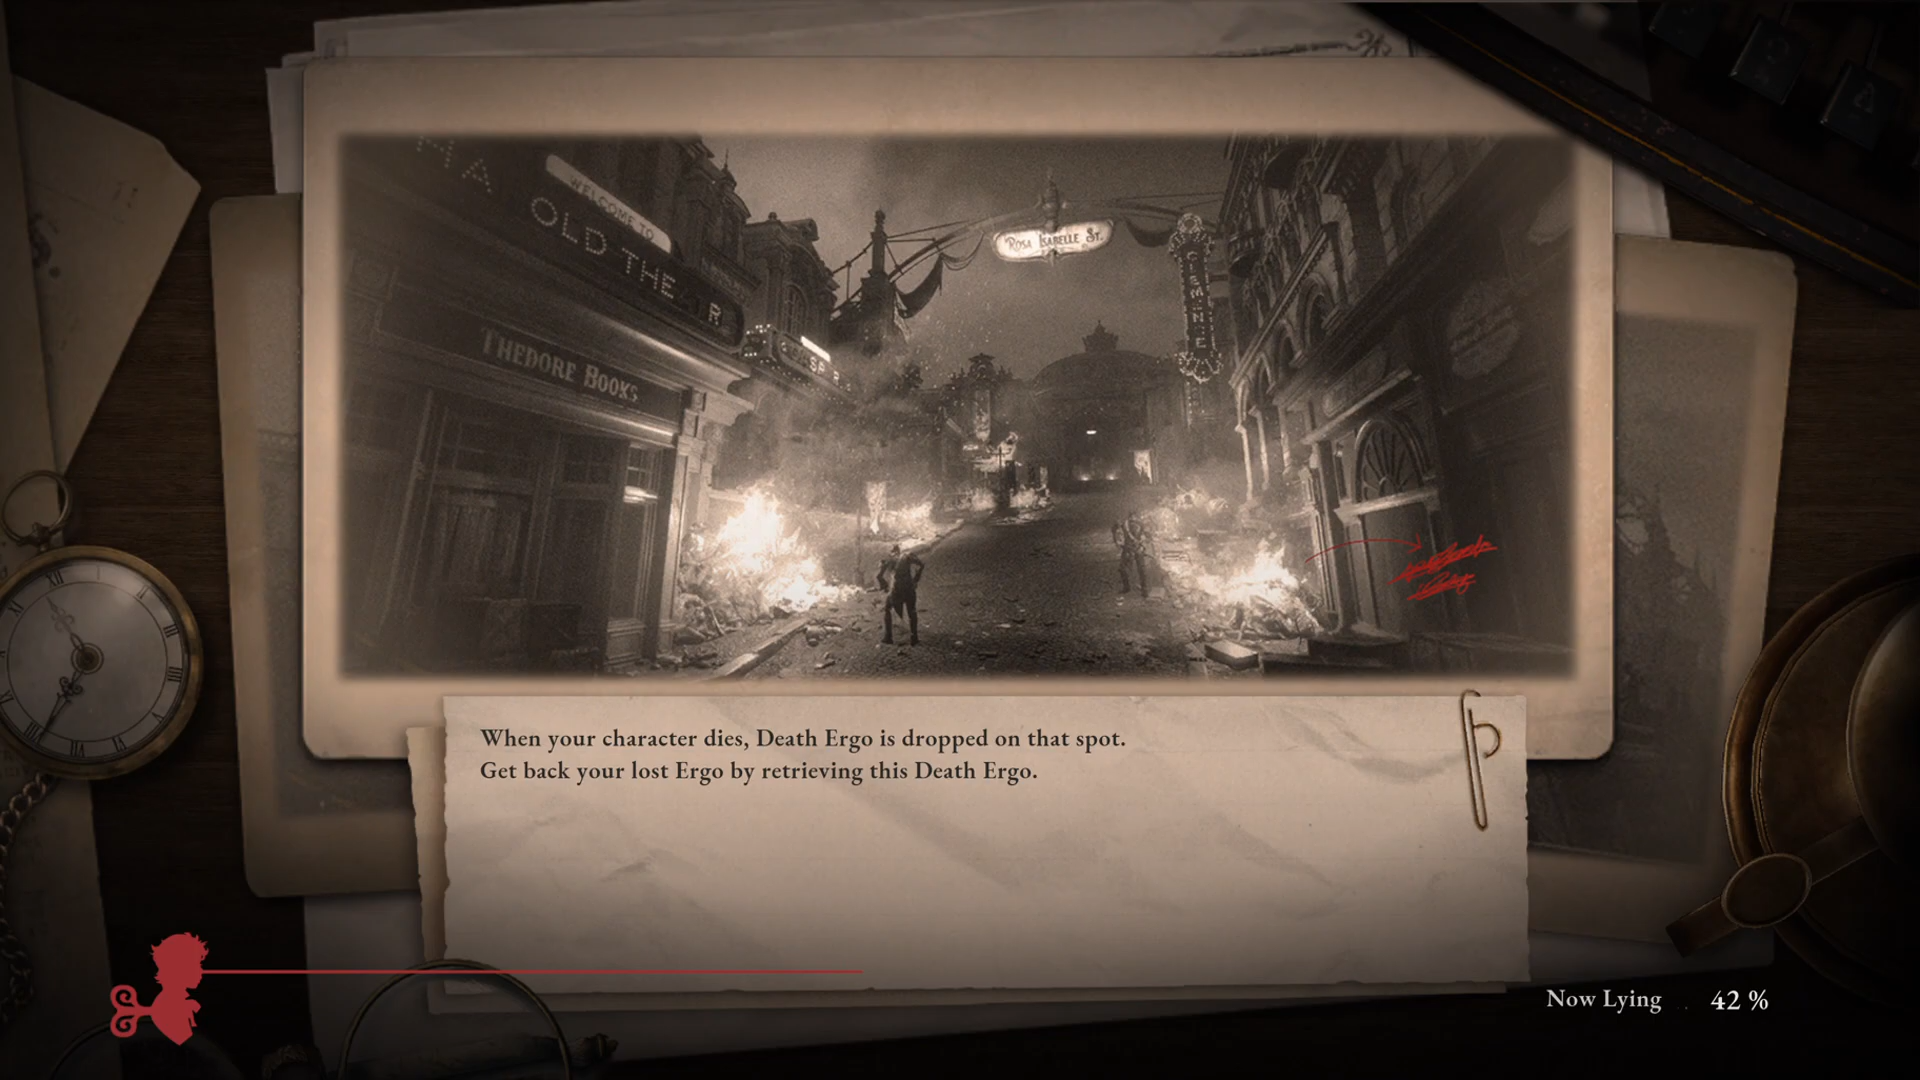 WELCOME TO
OLD THE R
THEDORE BOOKS
ROSA ISABELLE ST.
When your character dies, Death Ergo is dropped on that spot.
Get back your lost Ergo by retrieving this Death Ergo.
Now Lying
42 %